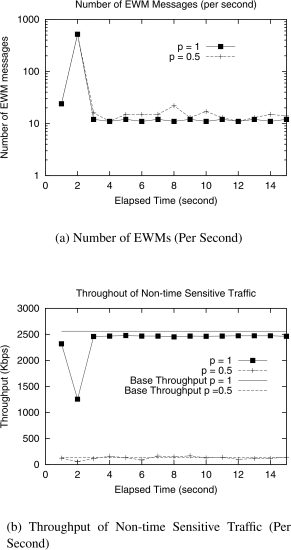 Number of EWM Messages (per second)
Number of EWM messages
1000
100
10
1
p = 1
p = 0.5
0 2 4 6 8 10 12 14
Elapsed Time (second)
(a) Number of EWMs (Per Second)
Throughout of Non-time Sensitive Traffic
Throughput (Kbps)
3000
2500
2000
1500
1000
500
0
p = 1
p = 0.5
Base Throughput p = 1
Base Throughput p =0.5
0 2 4 6 8 10 12 14
Elapsed Time (second)
(b) Throughput of Non-time Sensitive Traffic (Per
Second)